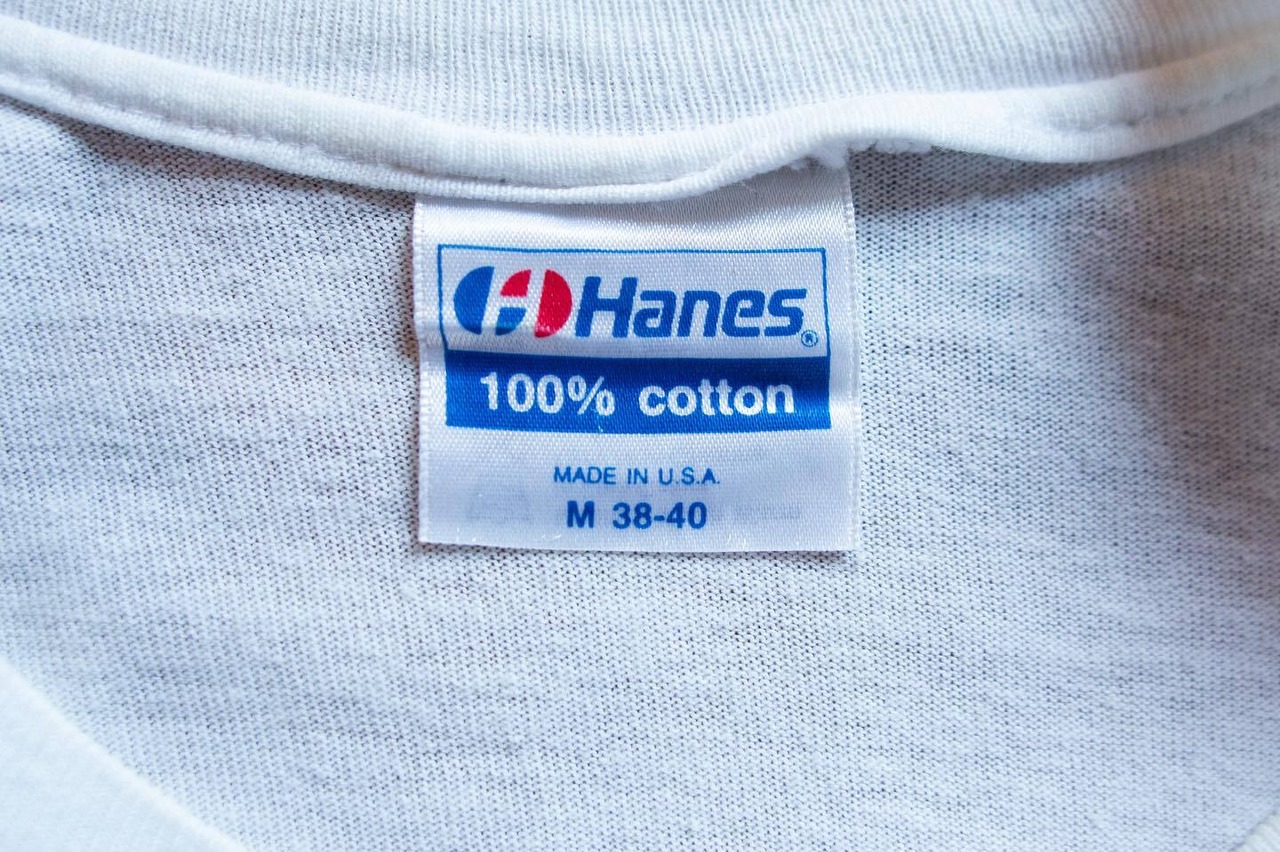 Hanes®
100% cotton
MADE IN U.S.A.
M 38-40